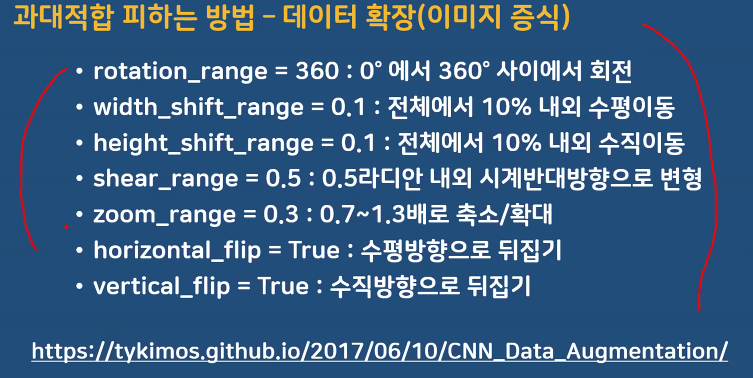 과대적합 피하는 방법 – 데이터 확장(이미지 증식)
• rotation_range = 360 : 0° 에서 360° 사이에서 회전
• width_shift_range = 0.1 : 전체에서 10% 내외 수평이동
• height_shift_range = 0.1 : 전체에서 10% 내외 수직이동
• shear_range = 0.5 : 0.5라디안 내외 시계반대방향으로 변형
• zoom_range = 0.3 : 0.7~1.3배로 축소/확대
• horizontal_flip = True : 수평방향으로 뒤집기
• vertical_flip = True : 수직방향으로 뒤집기
https://tykimos.github.io/2017/06/10/CNN_Data_Augmentation/